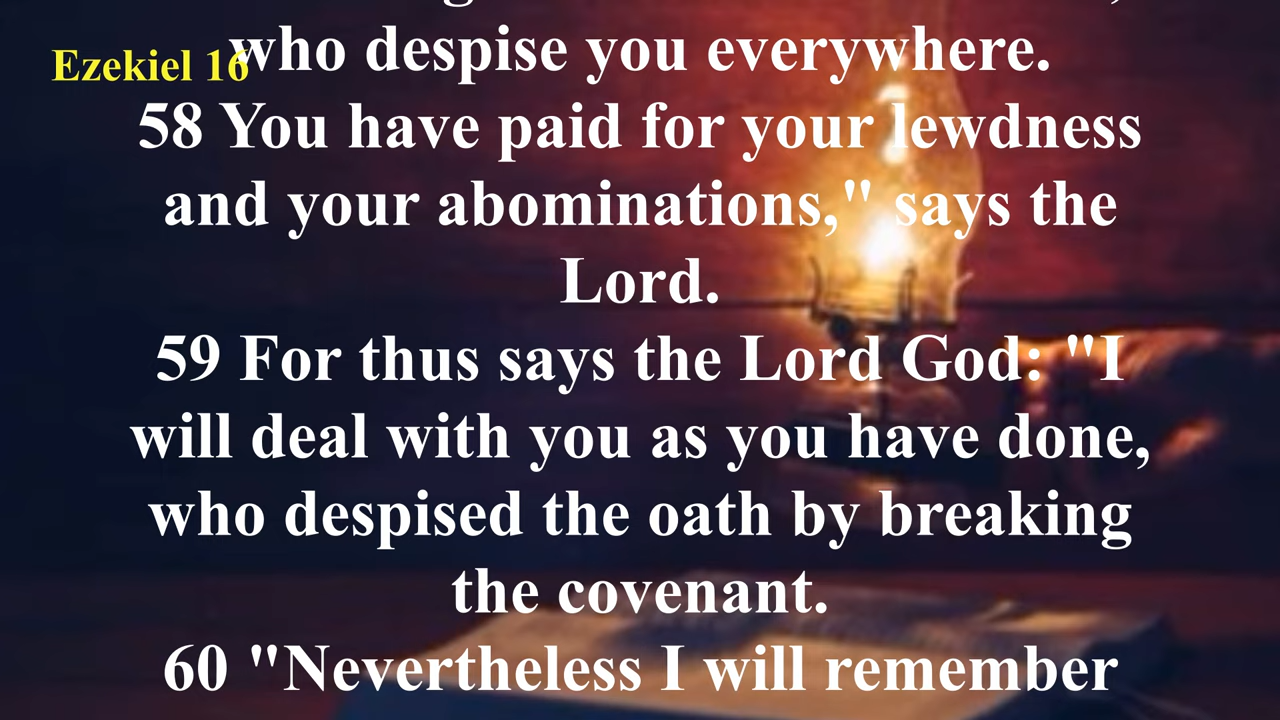 Ezekiel 16
who despise you everywhere.
58 You have paid for your lewdness
and your abominations," says the
Lord.
59 For thus says the Lord God: "I
will deal with you as you have done,
who despised the oath by breaking
the covenant.
60 "Nevertheless I will remember